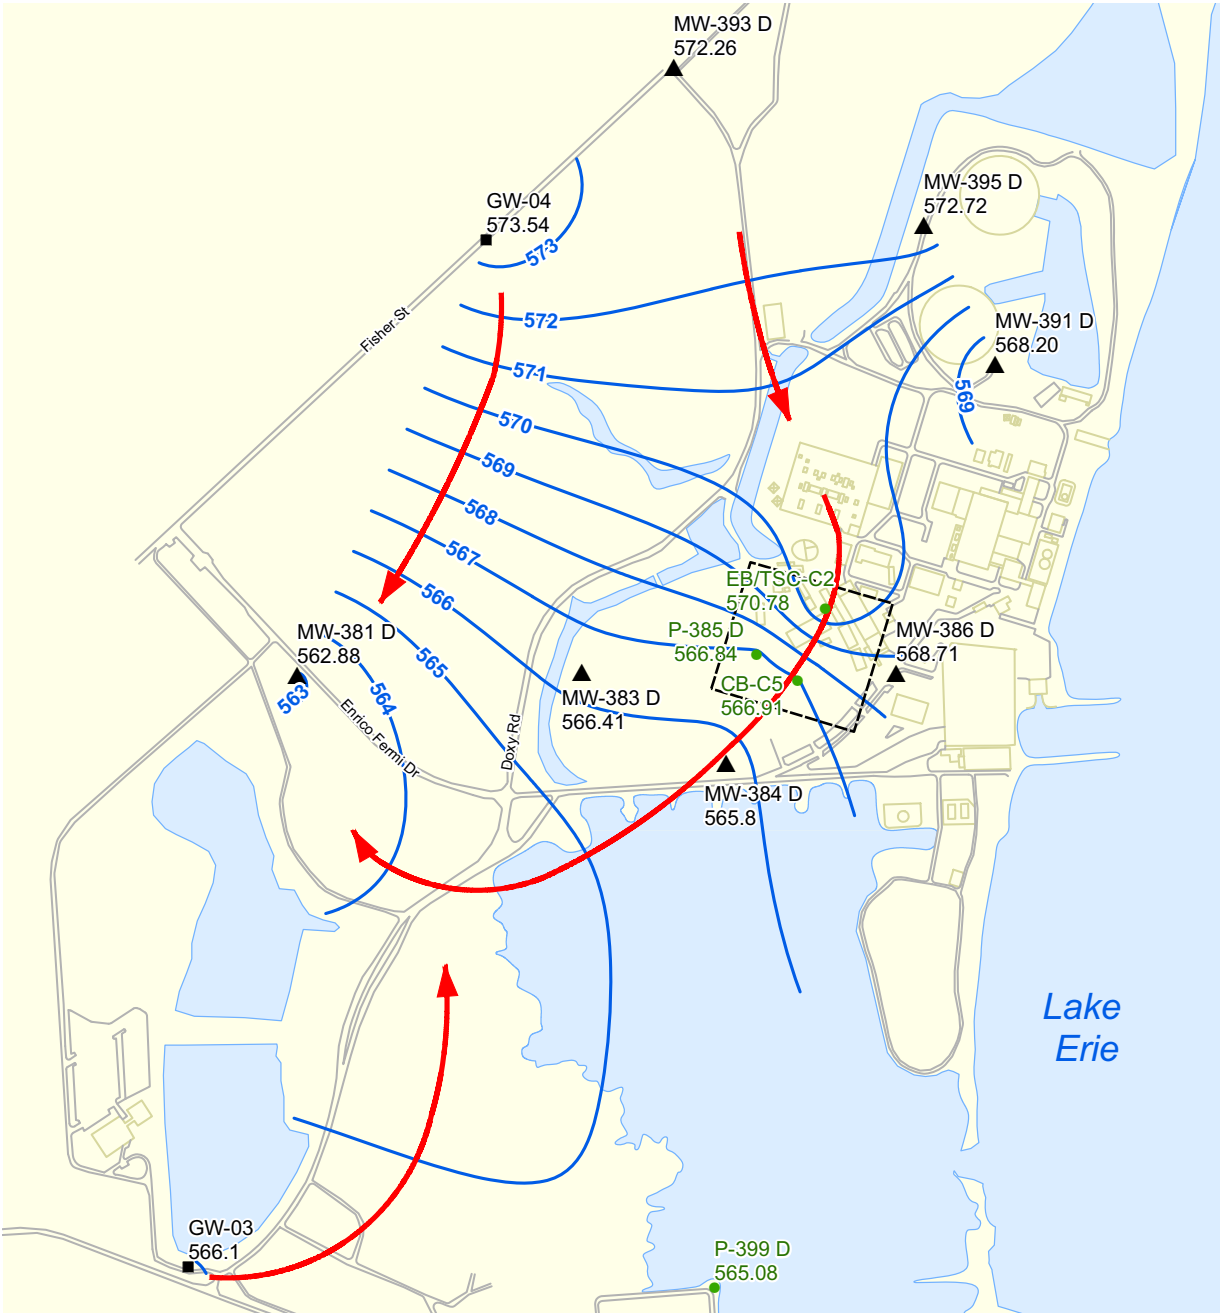 MW-393 D
572.26
MW-395 D
572.72
GW-04
573.54
573
572
Fisher St
MW-391 D
568.20
571
569
570
569
568
567
566
EB/TSC-C2
570.78
P-385 D
566.84
MW-386 D
568.71
MW-381 D
562.88
565
CB-C5
566.91
563
564
MW-383 D
566.41
Enrico Fermi Dr
Doxy Rd
MW-384 D
565.8
Lake
Erie
GW-03
566.1
P-399 D
565.08